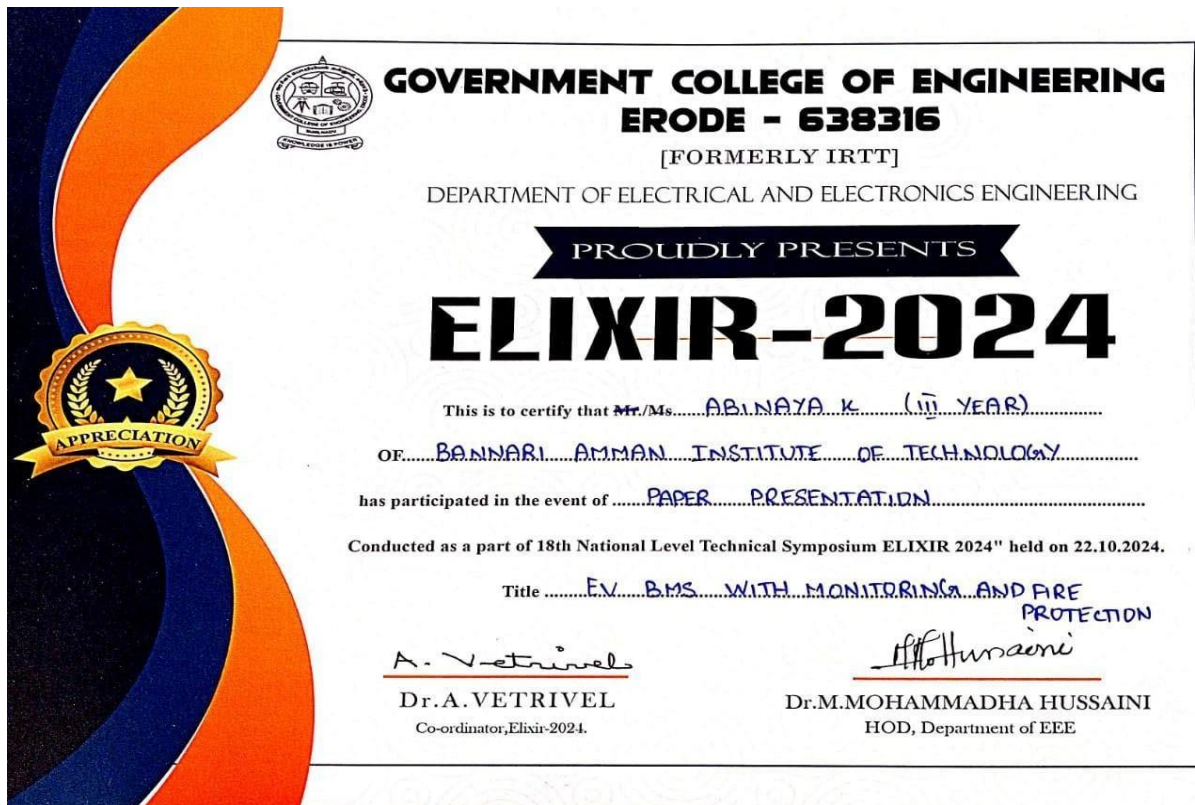 GOVERNMENT COLLEGE OF ENGINEERING
ERODE - 638316
[FORMERLY IRTT]
DEPARTMENT OF ELECTRICAL AND ELECTRONICS ENGINEERING
PROUDLY PRESENTS
ELIXIR-2024
This is to certify that Mr./Ms......ABINAYA K (III YEAR)............
OF......BANNARI AMMAN INSTITUTE OF TECHNOLOGY............
has participated in the event of ......PAPER PRESENTATION............
Conducted as a part of 18th National Level Technical Symposium ELIXIR 2024" held on 22.10.2024.
Title .........EV BMS WITH MONITORING AND FIRE
PROTECTION
APPRECIATION
KNOWLEDGE IS POWER
A. Vetrivel
Dr.A.VETRIVEL
Co-ordinator,Elixir-2024.
Dr.M.MOHAMMADHA HUSSAINI
HOD, Department of EEE